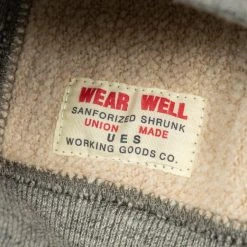 WEAR WELL
SANFORIZED SHRUNK
UNION MADE
UES
WORKING GOODS CO.